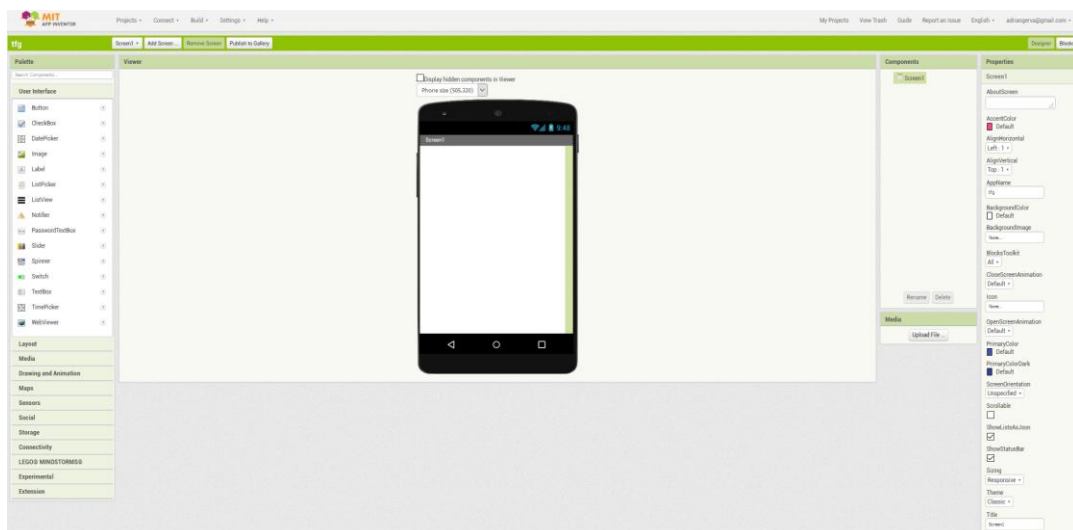 MIT
APP INVENTOR
Projects Connect Build Settings Help
My Projects View Trash Guide Report an Issue English
tfg
Screen1 Add Screen... Remove Screen Publish to Gallery
Designer Blocks
Palette
Search Components...
User Interface
Button
CheckBox
DatePicker
Image
Label
ListPicker
ListView
Notifier
PasswordTextBox
Slider
Spinner
Switch
TextBox
TimePicker
WebViewer
Layout
Media
Drawing and Animation
Maps
Sensors
Social
Storage
Connectivity
LEGO® MINDSTORMS®
Experimental
Extension
Viewer
Display hidden components in Viewer
Phone size (505,320)
9:48
Screen1
Components
Screen1
Rename Delete
Media
Upload File ...
Properties
Screen1
AboutScreen
AccentColor
Default
AlignHorizontal
Left : 1
AlignVertical
Top : 1
AppName
tfg
BackgroundColor
Default
BackgroundImage
None...
BlocksToolkit
All
CloseScreenAnimation
Default
Icon
None...
OpenScreenAnimation
Default
PrimaryColor
Default
PrimaryColorDark
Default
ScreenOrientation
Unspecified
Scrollable
ShowListsAsJson
ShowStatusBar
Sizing
Responsive
Theme
Classic
Title
Screen1